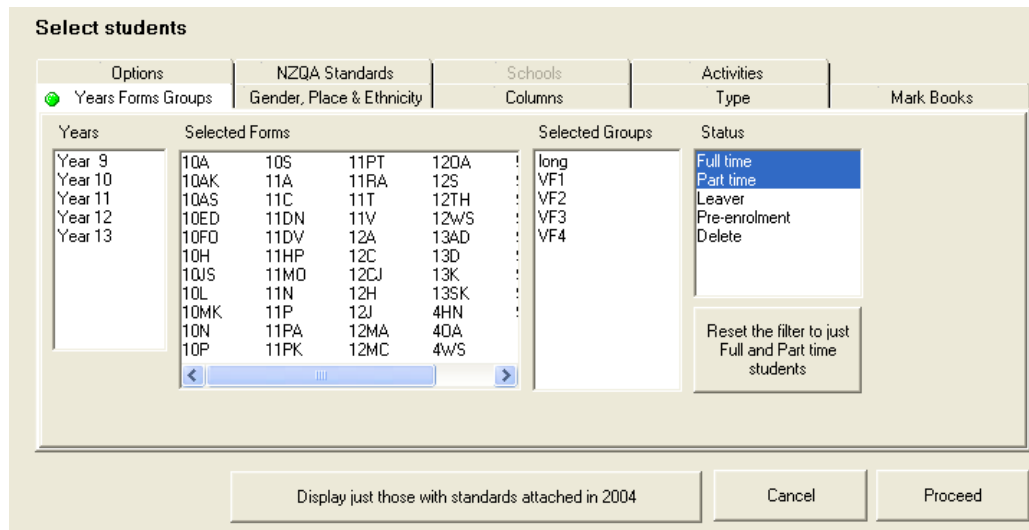 Select students
Options NZQA Standards Schools Activities
Years Forms Groups Gender, Place & Ethnicity Columns Type Mark Books
Years Selected Forms Selected Groups Status
Year 9
Year 10
Year 11
Year 12
Year 13
10A 10S 11PT 12OA
10AK 11A 11RA 12S
10AS 11C 11T 12TH
10ED 11DN 11V 12WS
10FO 11DV 12A 13AD
10H 11HP 12C 13D
10JS 11MO 12CJ 13K
10L 11N 12H 13SK
10MK 11P 12J 4HN
10N 11PA 12MA 4OA
10P 11PK 12MC 4WS
long
VF1
VF2
VF3
VF4
Full time
Part time
Leaver
Pre-enrolment
Delete
Reset the filter to just
Full and Part time
students
Display just those with standards attached in 2004 Cancel Proceed